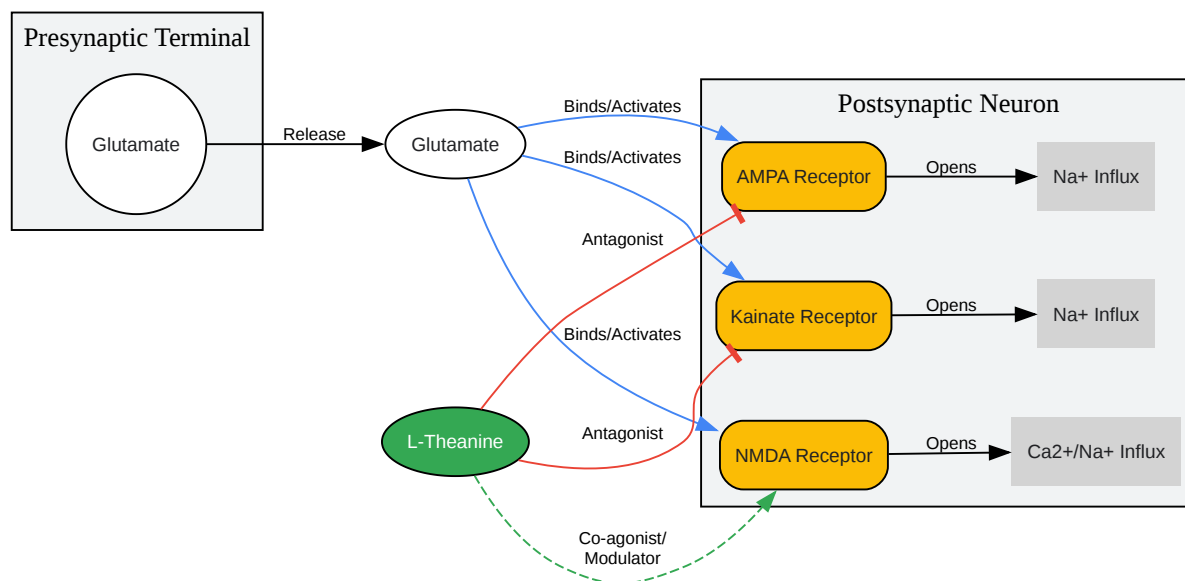 Presynaptic Terminal
Glutamate
Release
Glutamate
Binds/Activates
Binds/Activates
Antagonist
Binds/Activates
L-Theanine
Antagonist
Co-agonist/
Modulator
Postsynaptic Neuron
AMPA Receptor
Opens
Na+ Influx
Kainate Receptor
Opens
Na+ Influx
NMDA Receptor
Opens
Ca2+/Na+ Influx